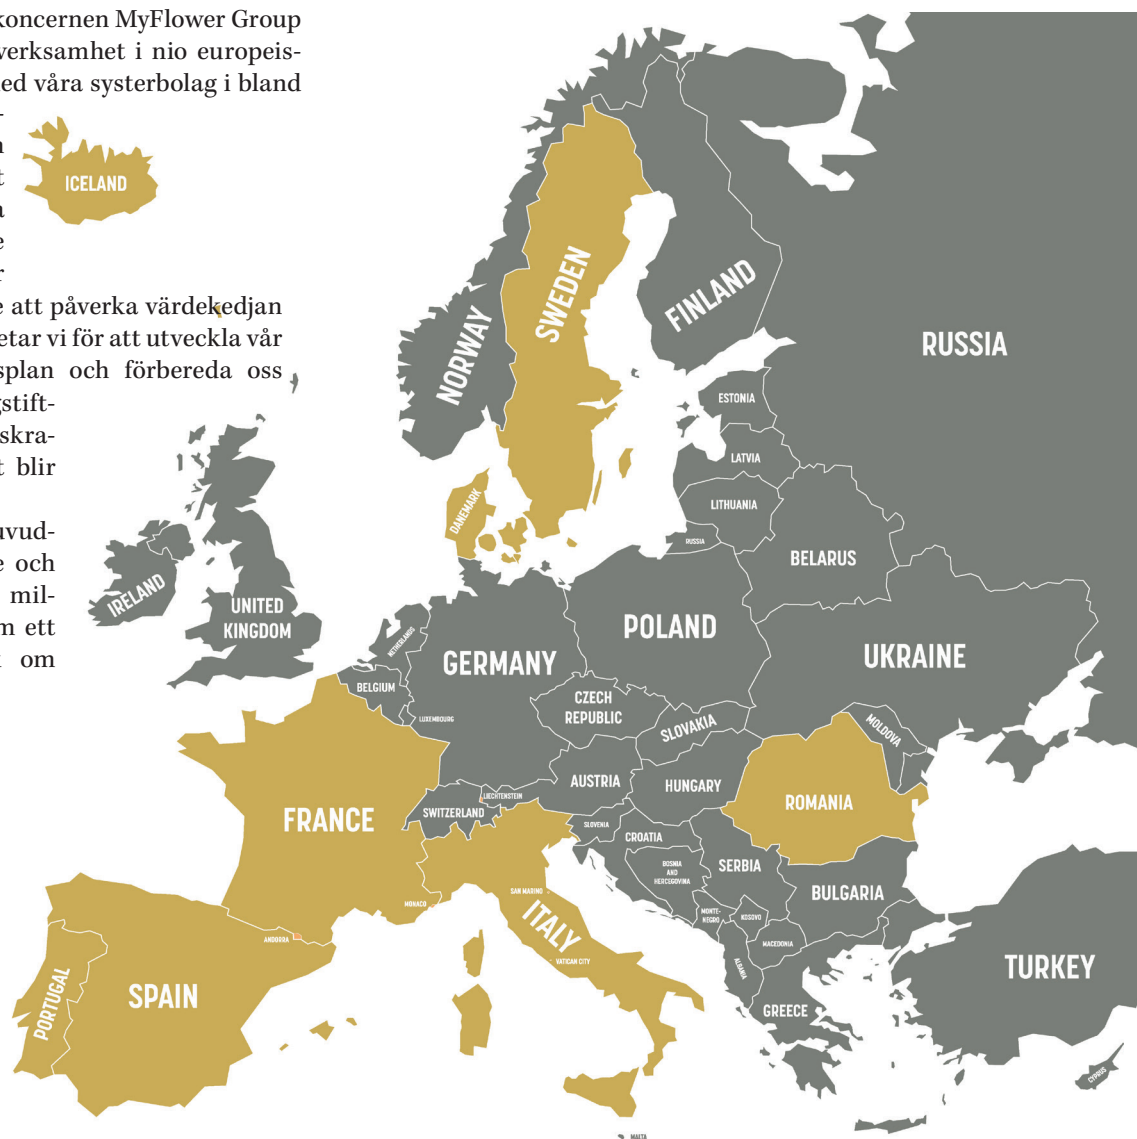 koncernen MyFlower Group
verksamhet i nio europeis-
ed våra systerbolag i bland
-
t
e
r
e att påverka värdekedjan
etar vi för att utveckla vår
splan och förbereda oss
gstift-
skra-
t blir
uvud-
e och
mil-
m ett
om
ICELAND
SWEDEN
FINLAND
NORWAY
RUSSIA
ESTONIA
LATVIA
LITHUANIA
RUSSIA
DANEMARK
BELARUS
IRELAND
UNITED
KINGDOM
NETHERLANDS
POLAND
GERMANY
UKRAINE
BELGIUM
LUXEMBOURG
CZECH
REPUBLIC
SLOVAKIA
MOLDOVA
AUSTRIA
HUNGARY
LIECHTENSTEIN
SWITZERLAND
ROMANIA
FRANCE
SLOVENIA
CROATIA
BOSNIA
AND
HERCEGOVINA
SERBIA
BULGARIA
SAN MARINO
MONACO
ITALY
MONTE-
NEGRO
KOSOVO
ANDORRA
MACEDONIA
VATICAN CITY
ALBANIA
PORTUGAL
SPAIN
TURKEY
GREECE
CYPRUS
MALTA